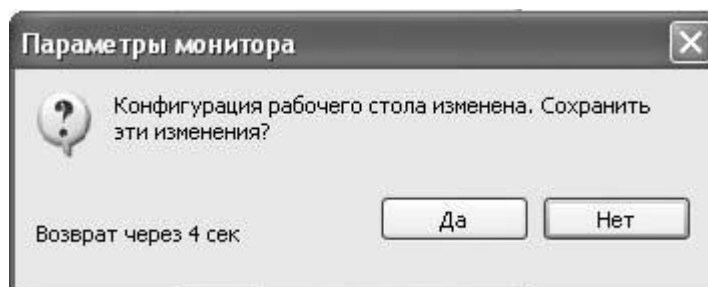 Параметры монитора
Конфигурация рабочего стола изменена. Сохранить
эти изменения?
Возврат через 4 сек
Да
Нет